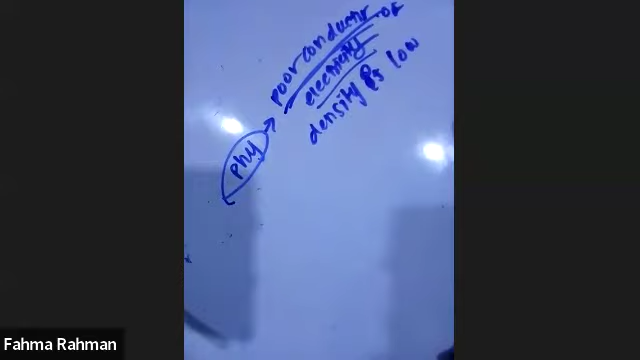 phy → poor conductor of
electricity
density is low
Fahma Rahman